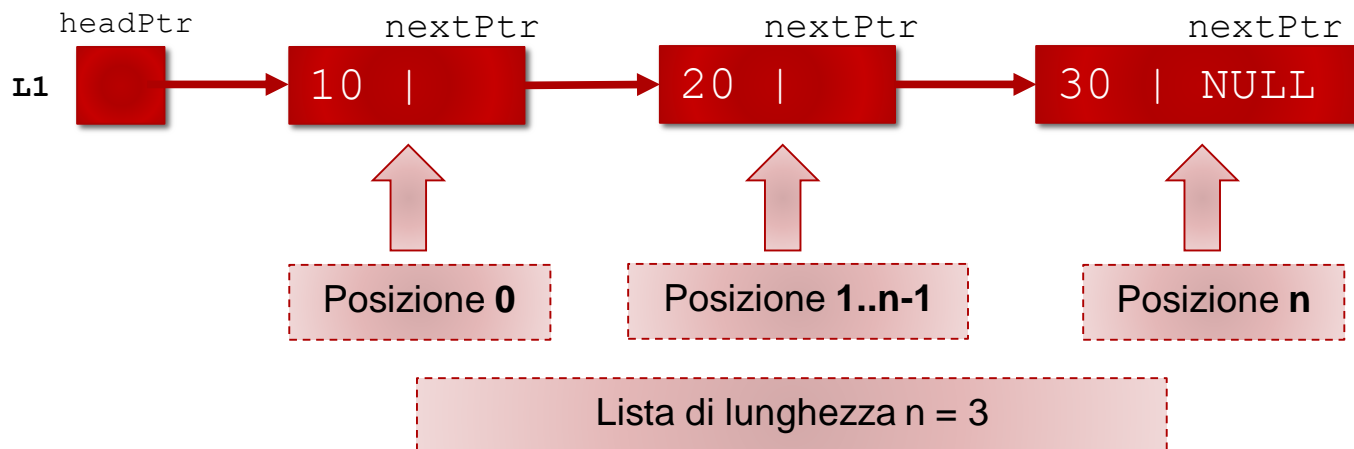 headPtr nextPtr nextPtr nextPtr
L1 10 | 20 | 30 | NULL
Posizione 0 Posizione 1..n-1 Posizione n
Lista di lunghezza n = 3